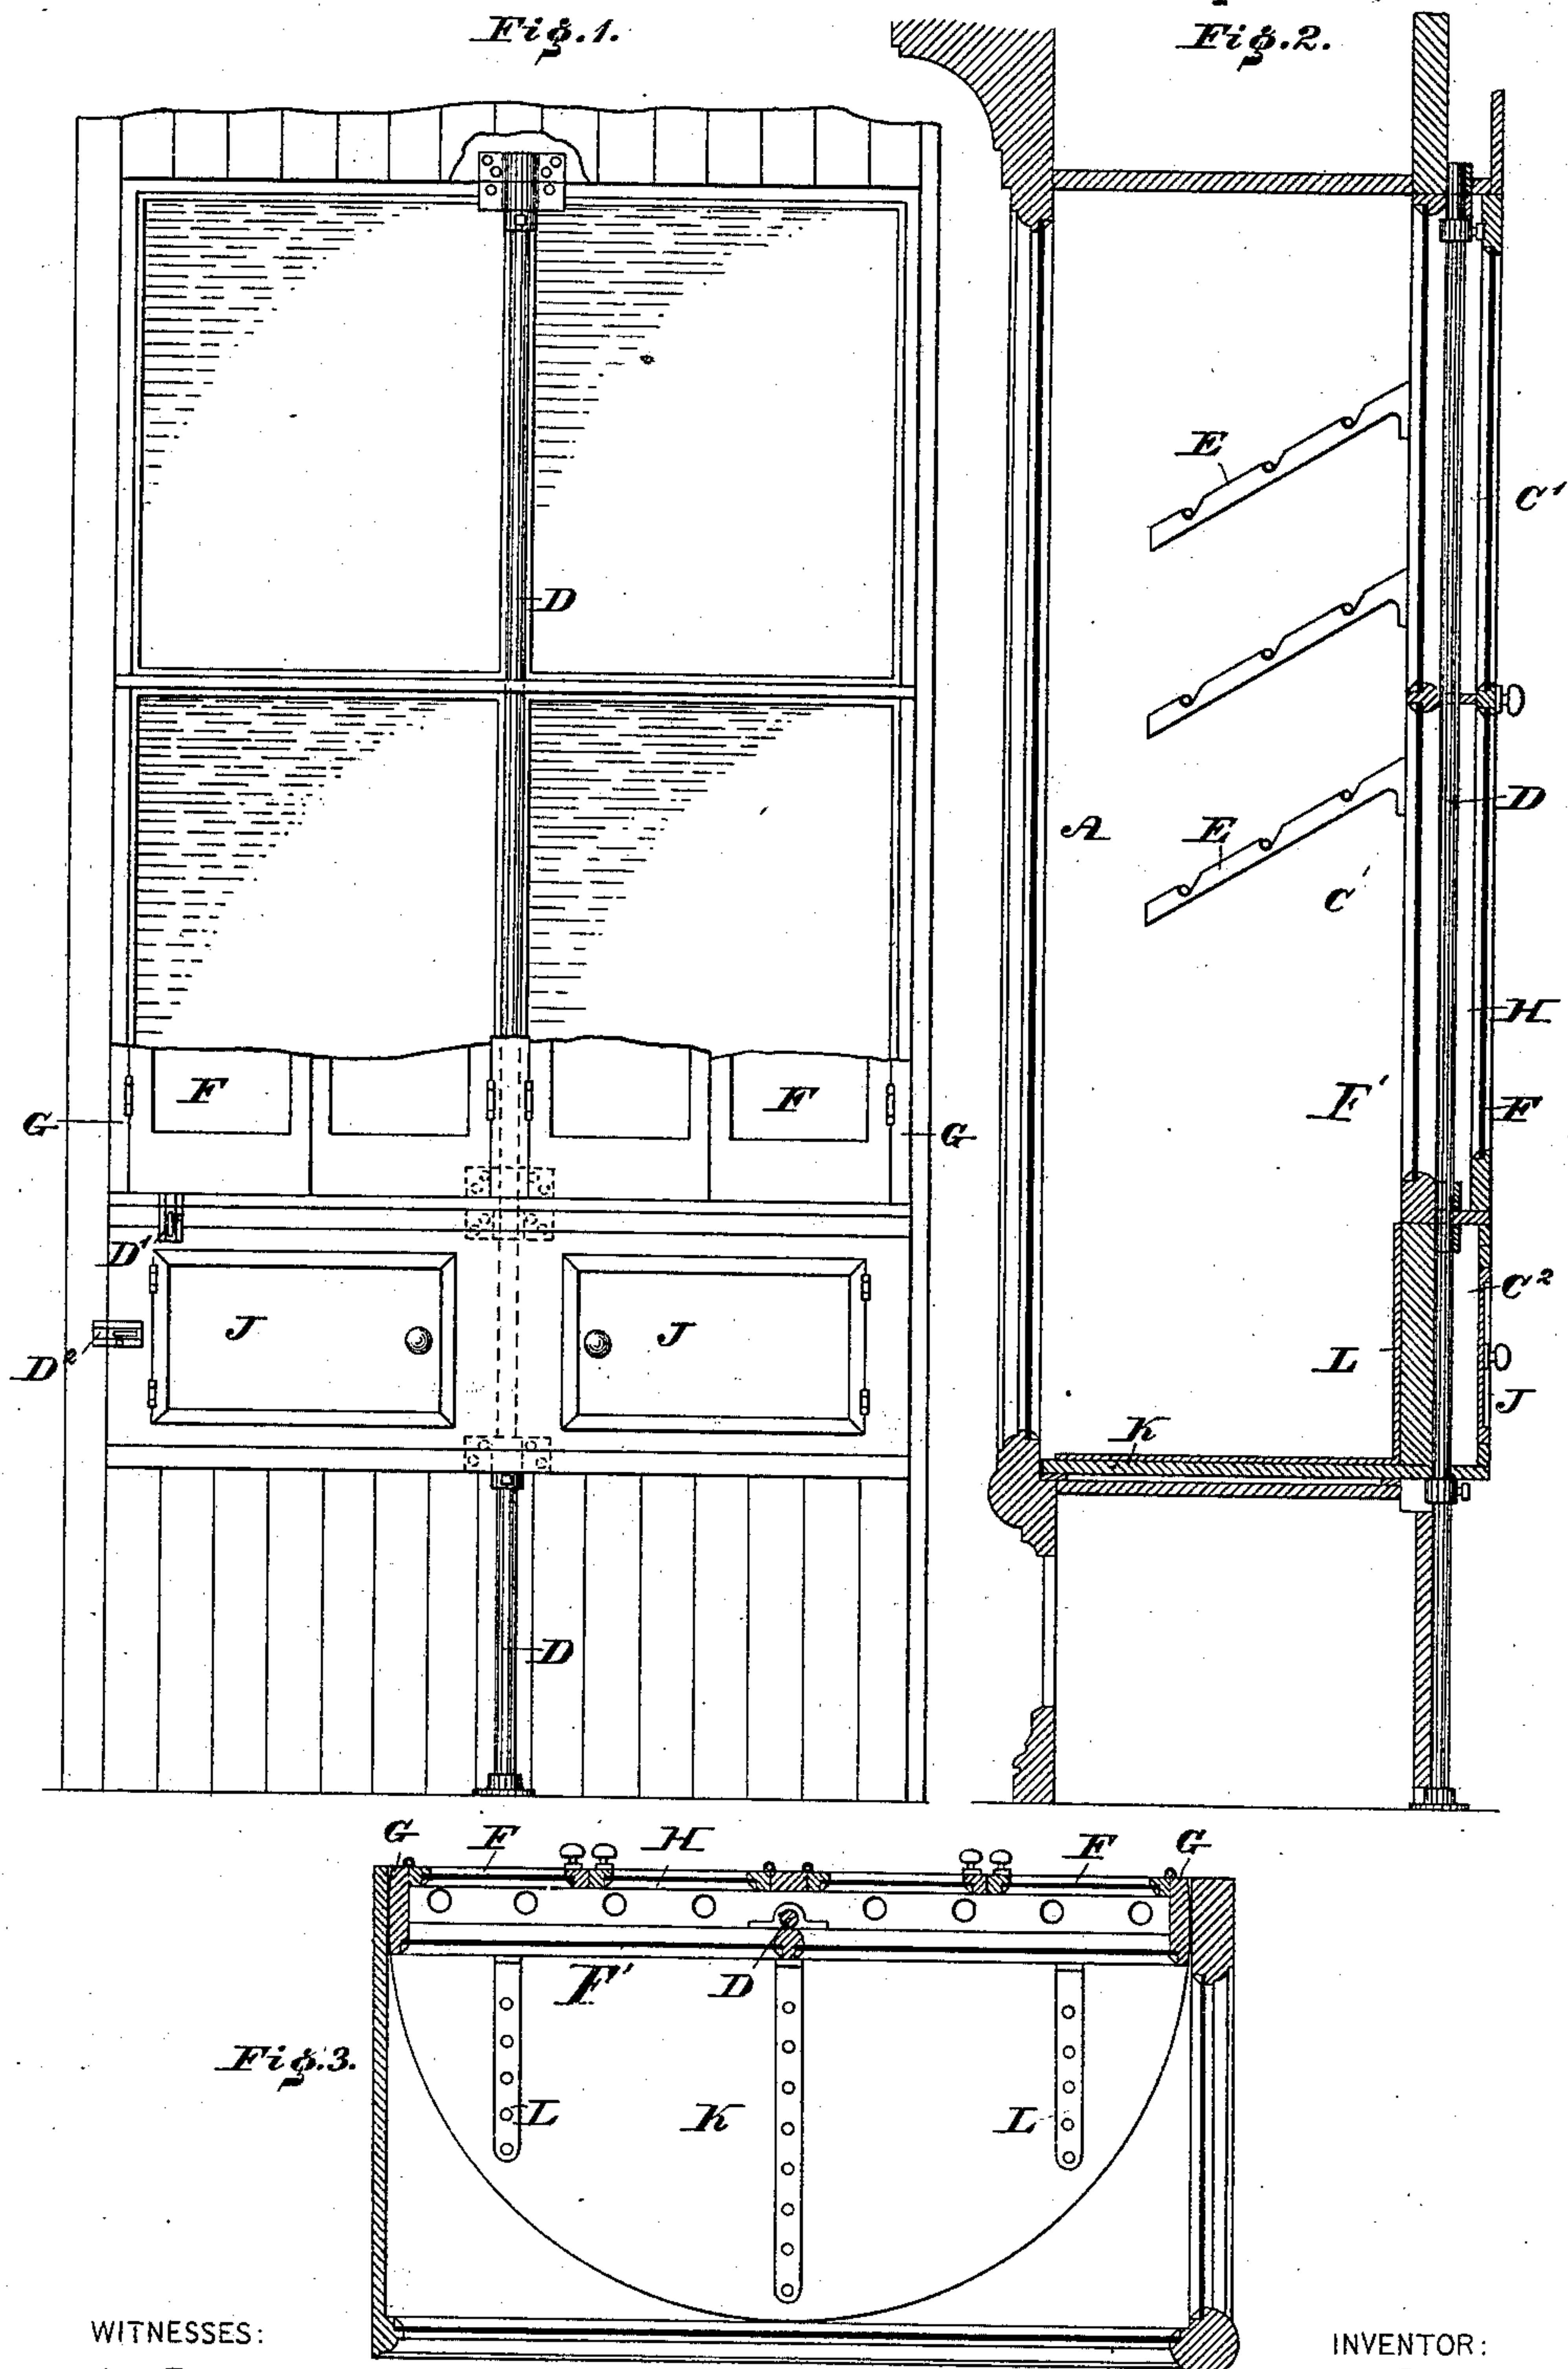 Fig.1.
Fig.2.
D
E
C'
A
E
D
C'
H
F'
F
F
F
G
G
D'
J
J
D²
C²
L
J
K
D
G
F
H
F
G
F'
D
Fig.3.
L
K
L
WITNESSES:
INVENTOR: